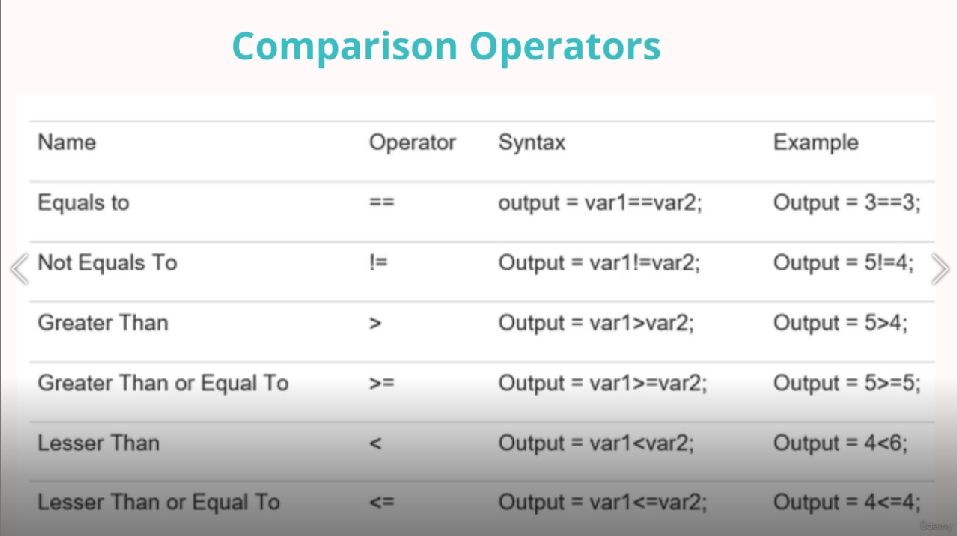 Comparison Operators
Name Operator Syntax Example
Equals to == output = var1==var2; Output = 3==3;
Not Equals To != Output = var1!=var2; Output = 5!=4;
Greater Than > Output = var1>var2; Output = 5>4;
Greater Than or Equal To >= Output = var1>=var2; Output = 5>=5;
Lesser Than < Output = var1<var2; Output = 4<6;
Lesser Than or Equal To <= Output = var1<=var2; Output = 4<=4;
Udemy